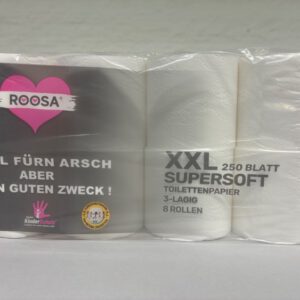 ROOSA®
L FÜRN ARSCH
ABER
N GUTEN ZWECK !
XXL 250 BLATT
SUPERSOFT
TOILETTENPAPIER
3-LAGIG
8 ROLLEN